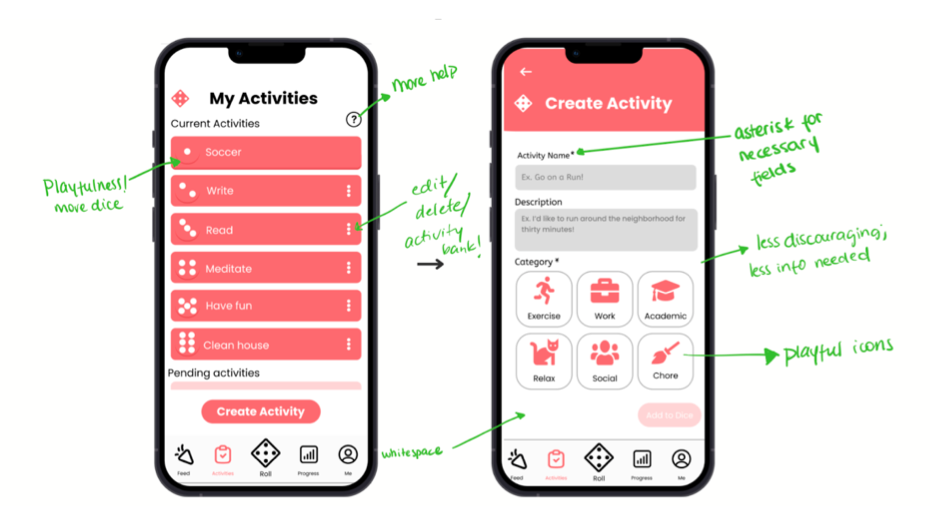 My Activities
Current Activities
?
Soccer
Write
Read
Meditate
Have fun
Clean house
Pending activities
Create Activity
Feed
Activities
Roll
Progress
Me
more help
Playfulness!
more dice
edit/
delete/
activity
bank!
whitespace
Create Activity
Activity Name*
Ex. Go on a Run!
Description
Ex. I'd like to run around the neighborhood for
thirty minutes!
Category *
Exercise
Work
Academic
Relax
Social
Chore
Add to Dice
Feed
Activities
Roll
Progress
Me
asterisk for
necessary
fields
less discouraging;
less info needed
playful icons